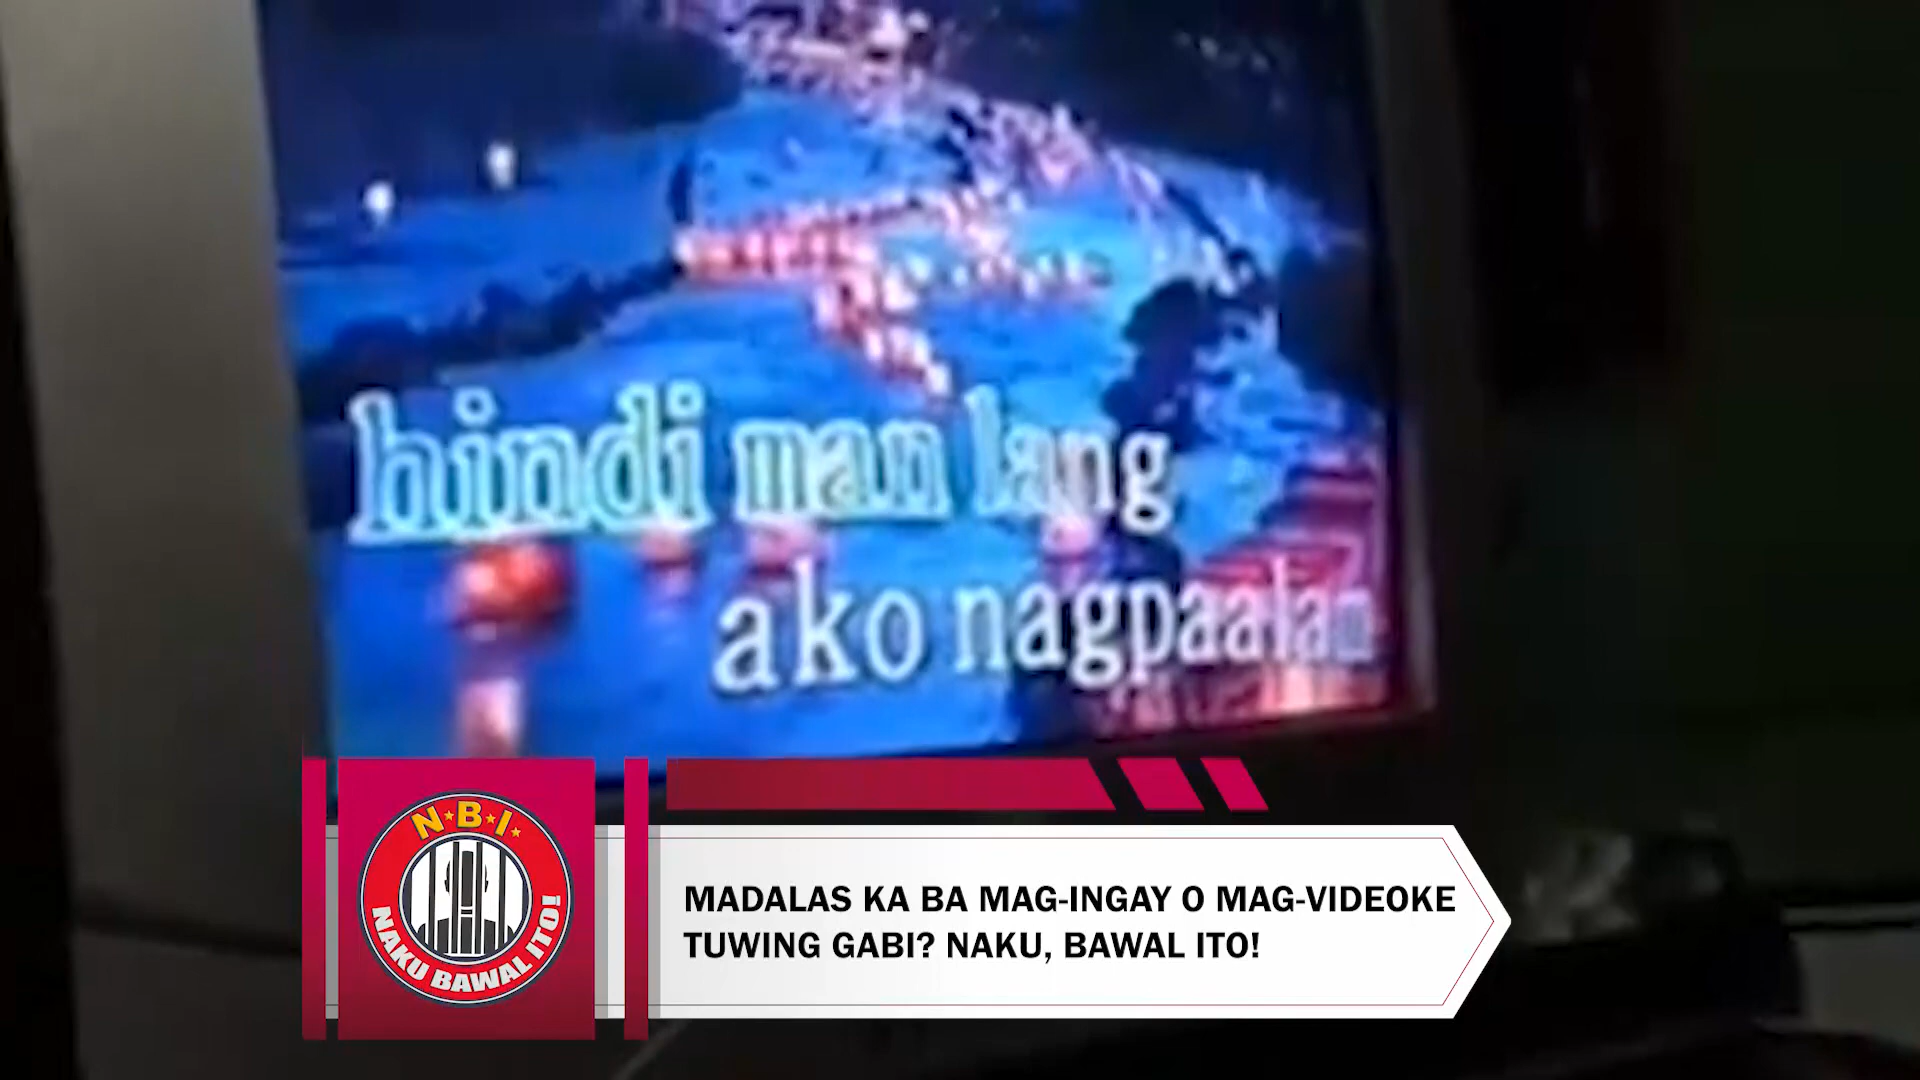 hindi man lang
ako nagpaalam
N★B★I★
NAKU BAWAL ITO!
MADALAS KA BA MAG-INGAY O MAG-VIDEOKE
TUWING GABI? NAKU, BAWAL ITO!